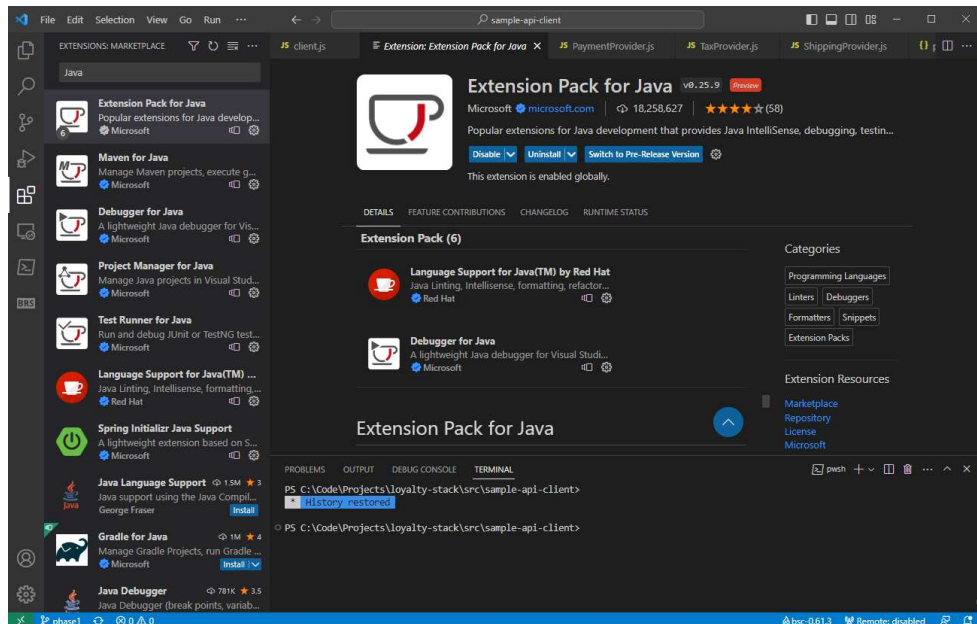 File Edit Selection View Go Run ··· sample-api-client
EXTENSIONS: MARKETPLACE
Java
Extension Pack for Java
Popular extensions for Java develop...
Microsoft
6
Maven for Java
Manage Maven projects, execute g...
Microsoft
Debugger for Java
A lightweight Java debugger for Vis...
Microsoft
Project Manager for Java
Manage Java projects in Visual Stud...
Microsoft
Test Runner for Java
Run and debug JUnit or TestNG test...
Microsoft
Language Support for Java(TM) ...
Java Linting, Intellisense, formatting,...
Red Hat
Spring Initializr Java Support
A lightweight extension based on S...
Java Language Support 1.5M ★ 3
Java support using the Java Compil...
George Fraser Install
Gradle for Java 1M ★ 4
Manage Gradle Projects, run Gradle ...
Microsoft Install
Java Debugger 781K ★ 3.5
Java Debugger (break points, variab...
BRS
JS client.js Extension: Extension Pack for Java JS PaymentProvider.js JS TaxProvider.js JS ShippingProvider.js {} 
Extension Pack for Java v0.25.9 Preview
Microsoft microsoft.com 18,258,627 ★★★★☆ (58)
Popular extensions for Java development that provides Java IntelliSense, debugging, testin...
Disable Uninstall Switch to Pre-Release Version
This extension is enabled globally.
DETAILS FEATURE CONTRIBUTIONS CHANGELOG RUNTIME STATUS
Extension Pack (6)
Language Support for Java(TM) by Red Hat
Java Linting, Intellisense, formatting, refactor...
Red Hat
Debugger for Java
A lightweight Java debugger for Visual Studi...
Microsoft
Extension Pack for Java
Categories
Programming Languages
Linters Debuggers
Formatters Snippets
Extension Packs
Extension Resources
Marketplace
Repository
License
Microsoft
PROBLEMS OUTPUT DEBUG CONSOLE TERMINAL pwsh
PS C:\Code\Projects\loyalty-stack\src\sample-api-client>
* History restored
PS C:\Code\Projects\loyalty-stack\src\sample-api-client>
phase1 0 0 bsc-0.61.3 Remote: disabled